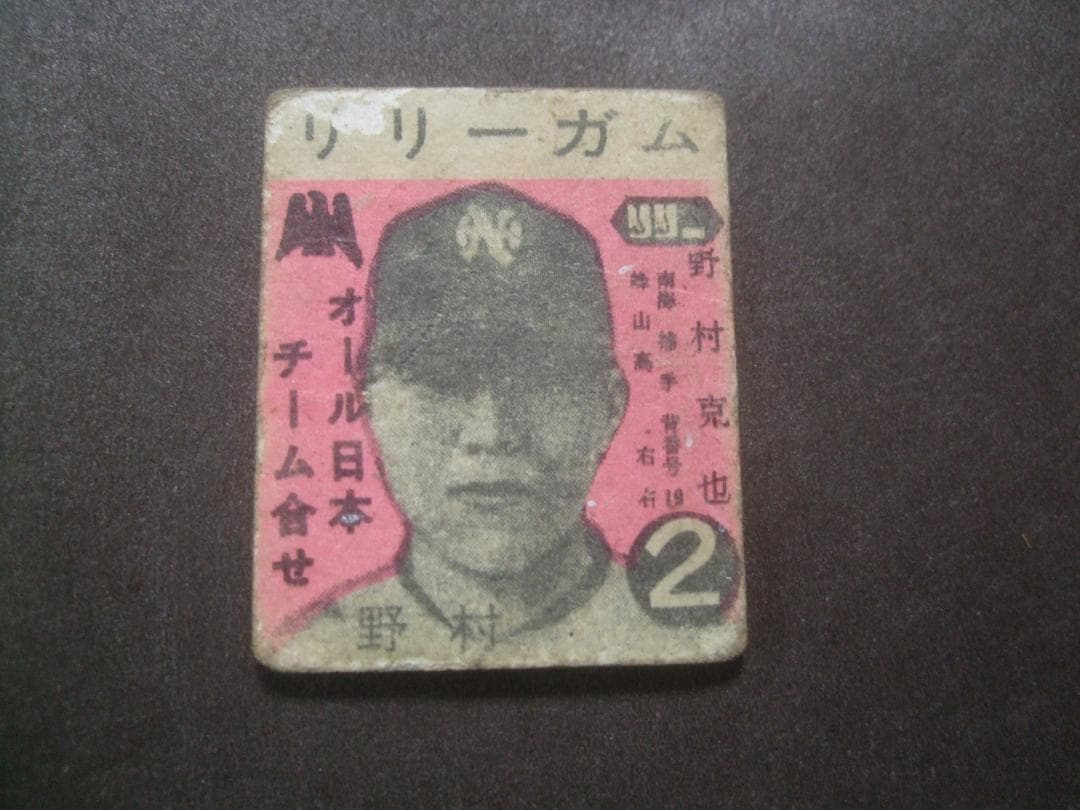 リリーガム
リリー
野村克也
南海 捕手 背番号19
峰山高 ・右右
オール日本
チーム合せ
N
2
野村